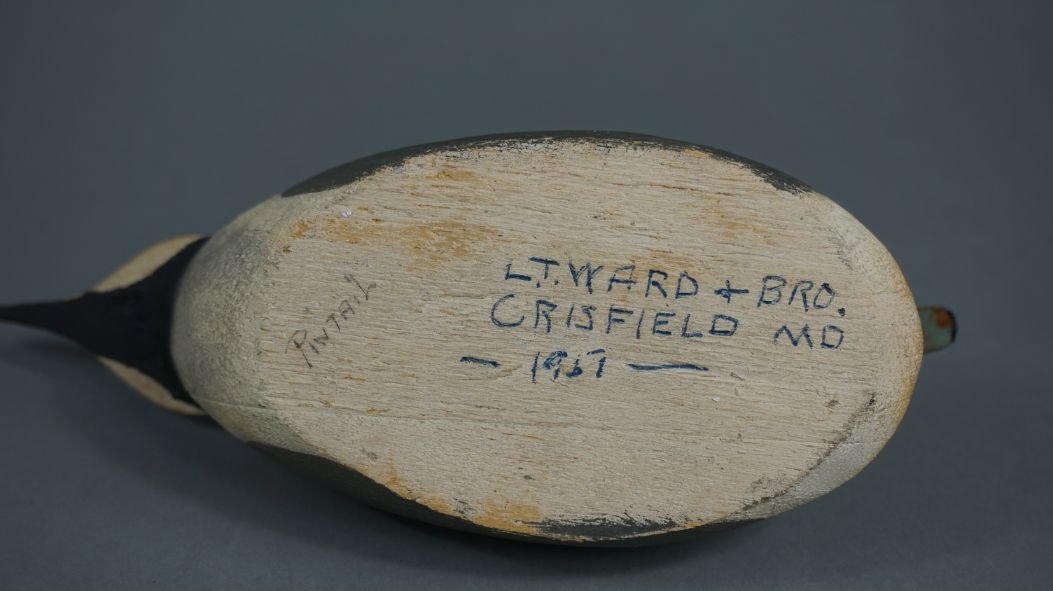 PINTAIL
L.T. WARD + BRO.
CRISFIELD MD
— 1967 —